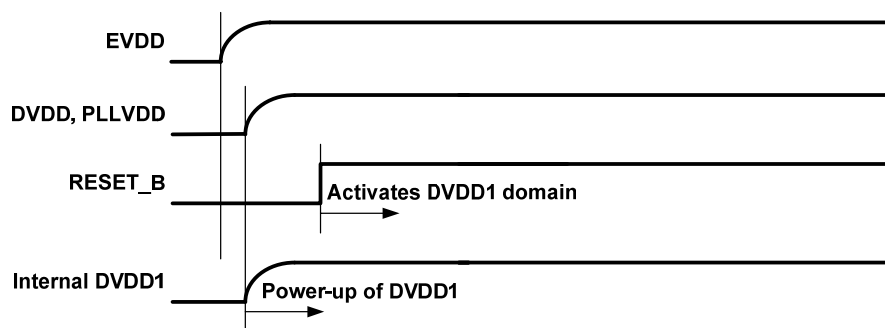 EVDD
DVDD, PLLVDD
RESET_B
Activates DVDD1 domain
Internal DVDD1
Power-up of DVDD1